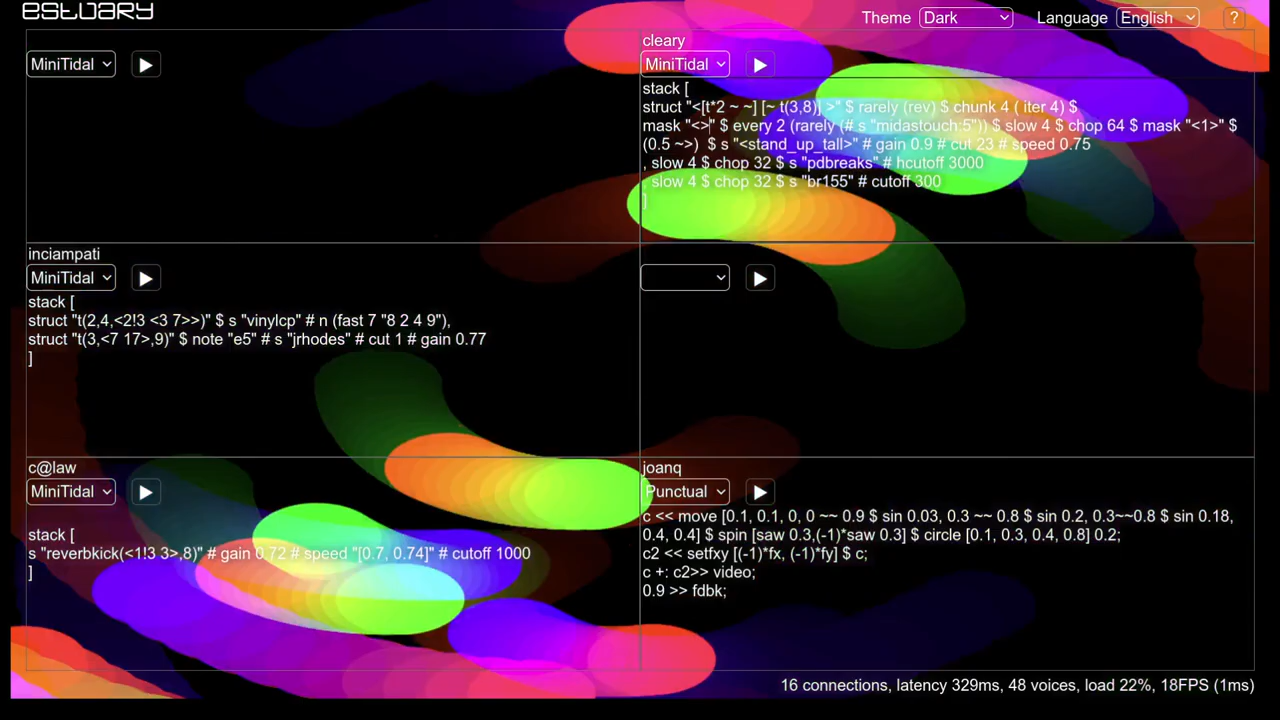 estuary
Theme Dark Language English ?
MiniTidal
cleary
MiniTidal
stack [
struct "<[t*2 ~ ~] [~ t(3,8)] >" $ rarely (rev) $ chunk 4 ( iter 4) $
mask "<>" $ every 2 (rarely (# s "midastouch:5")) $ slow 4 $ chop 64 $ mask "<1>" $
(0.5 ~>)  $ s "<stand_up_tall>" # gain 0.9 # cut 23 # speed 0.75
, slow 4 $ chop 32 $ s "pdbreaks" # hcutoff 3000
, slow 4 $ chop 32 $ s "br155" # cutoff 300
]
inciampati
MiniTidal
stack [
struct "t(2,4,<2!3 <3 7>>)" $ s "vinylcp" # n (fast 7 "8 2 4 9"),
struct "t(3,<7 17>,9)" $ note "e5" # s "jrhodes" # cut 1 # gain 0.77
]
c@law
MiniTidal
stack [
s "reverbkick(<1!3 3>,8)" # gain 0.72 # speed "[0.7, 0.74]" # cutoff 1000
]
joanq
Punctual
c << move [0.1, 0.1, 0, 0 ~~ 0.9 $ sin 0.03, 0.3 ~~ 0.8 $ sin 0.2, 0.3~~0.8 $ sin 0.18,
0.4, 0.4] $ spin [saw 0.3,(-1)*saw 0.3] $ circle [0.1, 0.3, 0.4, 0.8] 0.2;
c2 << setfxy [(-1)*fx, (-1)*fy] $ c;
c +: c2>> video;
0.9 >> fdbk;
16 connections, latency 329ms, 48 voices, load 22%, 18FPS (1ms)